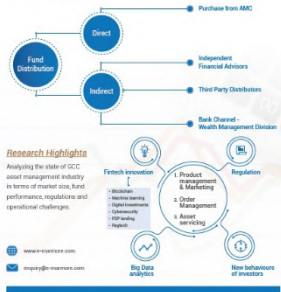 Purchase from AMC
Direct
Fund
Distribution
Independent
Financial Advisors
Indirect
Third Party Distributors
Bank Channel -
Wealth Management Division
Research Highlights
Analyzing the state of GCC
asset management industry
in terms of market size, fund
performance, regulations and
operational challenges.
www.e-marmore.com
enquiry@e-marmore.com
Fintech innovation
• Blockchain
• Machine learning
• Digital Investments
• Cybersecurity
• P2P lending
• Regtech
1. Product
management
& Marketing
2. Order
Management
3. Asset
servicing
Regulation
Big Data
analytics
New behaviours
of investors